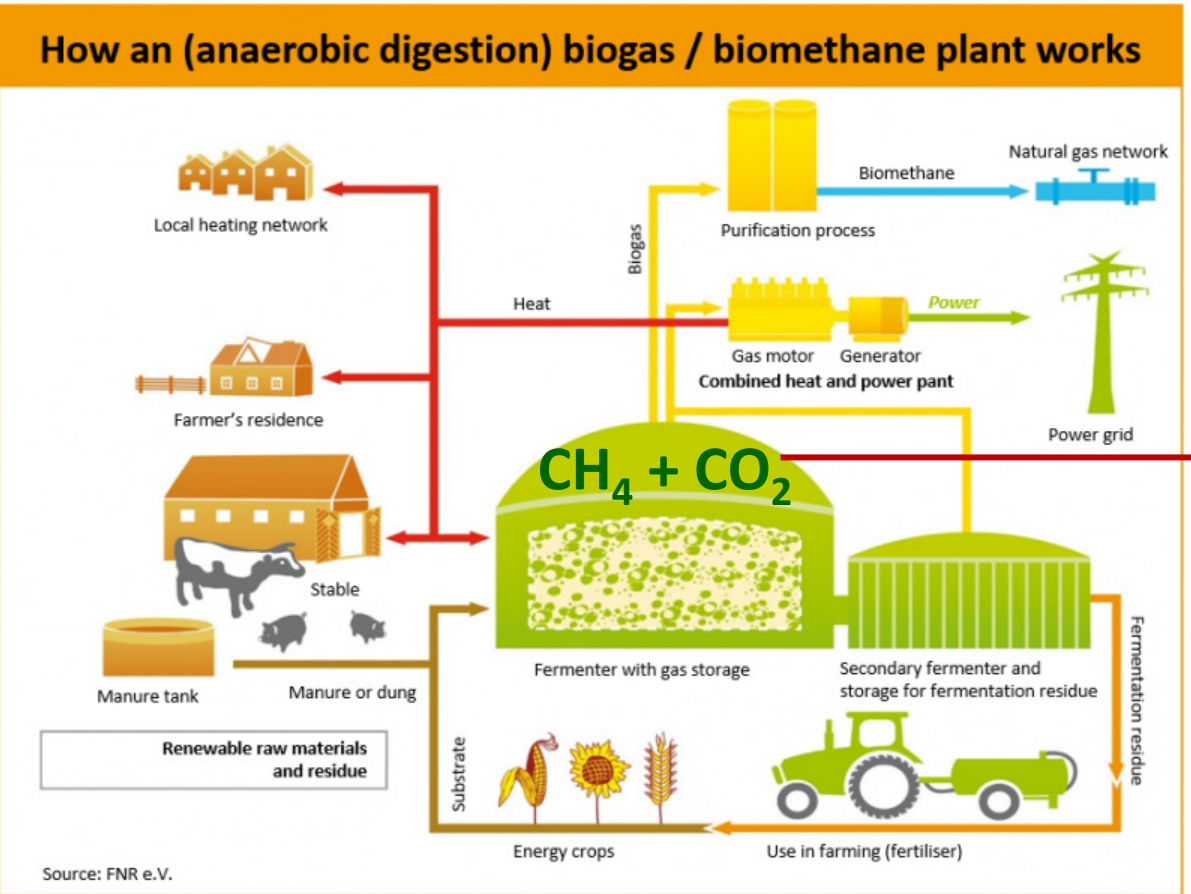 How an (anaerobic digestion) biogas / biomethane plant works
Natural gas network
Biomethane
Local heating network
Purification process
Biogas
Heat
Power
Gas motor
Generator
Combined heat and power pant
Farmer's residence
Power grid
CH₄ + CO₂
Stable
Fermenter with gas storage
Secondary fermenter and
storage for fermentation residue
Fermentation residue
Manure tank
Manure or dung
Renewable raw materials
and residue
Substrate
Energy crops
Use in farming (fertiliser)
Source: FNR e.V.